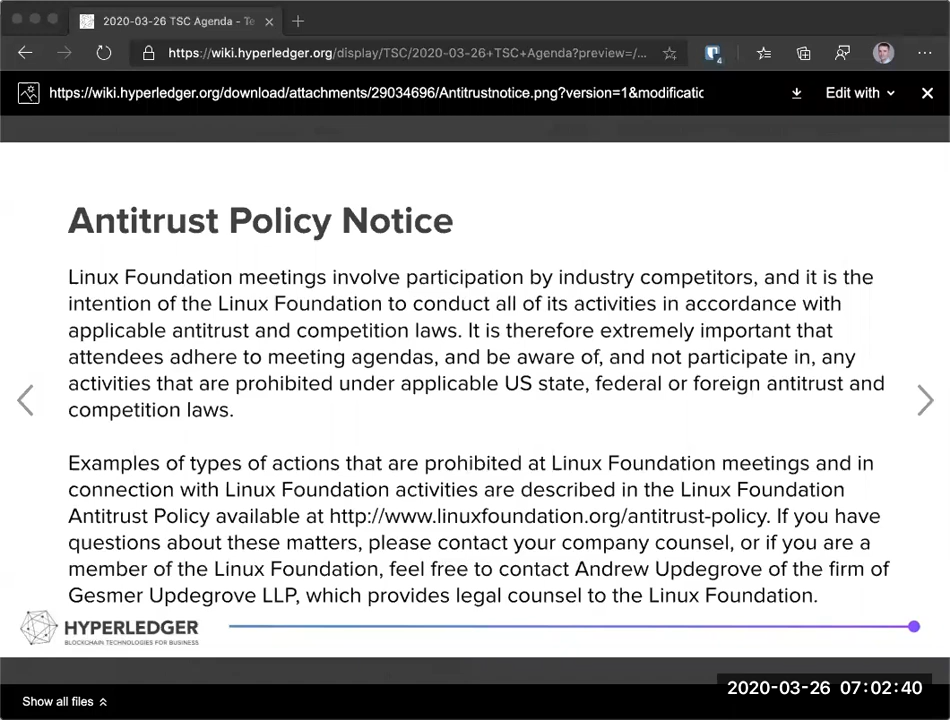 2020-03-26 TSC Agenda - Te
https://wiki.hyperledger.org/display/TSC/2020-03-26+TSC+Agenda?preview=/...
4
https://wiki.hyperledger.org/download/attachments/29034696/Antitrustnotice.png?version=1&modificatic
Edit with
Antitrust Policy Notice
Linux Foundation meetings involve participation by industry competitors, and it is the
intention of the Linux Foundation to conduct all of its activities in accordance with
applicable antitrust and competition laws. It is therefore extremely important that
attendees adhere to meeting agendas, and be aware of, and not participate in, any
activities that are prohibited under applicable US state, federal or foreign antitrust and
competition laws.
Examples of types of actions that are prohibited at Linux Foundation meetings and in
connection with Linux Foundation activities are described in the Linux Foundation
Antitrust Policy available at http://www.linuxfoundation.org/antitrust-policy. If you have
questions about these matters, please contact your company counsel, or if you are a
member of the Linux Foundation, feel free to contact Andrew Updegrove of the firm of
Gesmer Updegrove LLP, which provides legal counsel to the Linux Foundation.
HYPERLEDGER
BLOCKCHAIN TECHNOLOGIES FOR BUSINESS
2020-03-26 07:02:40
Show all files